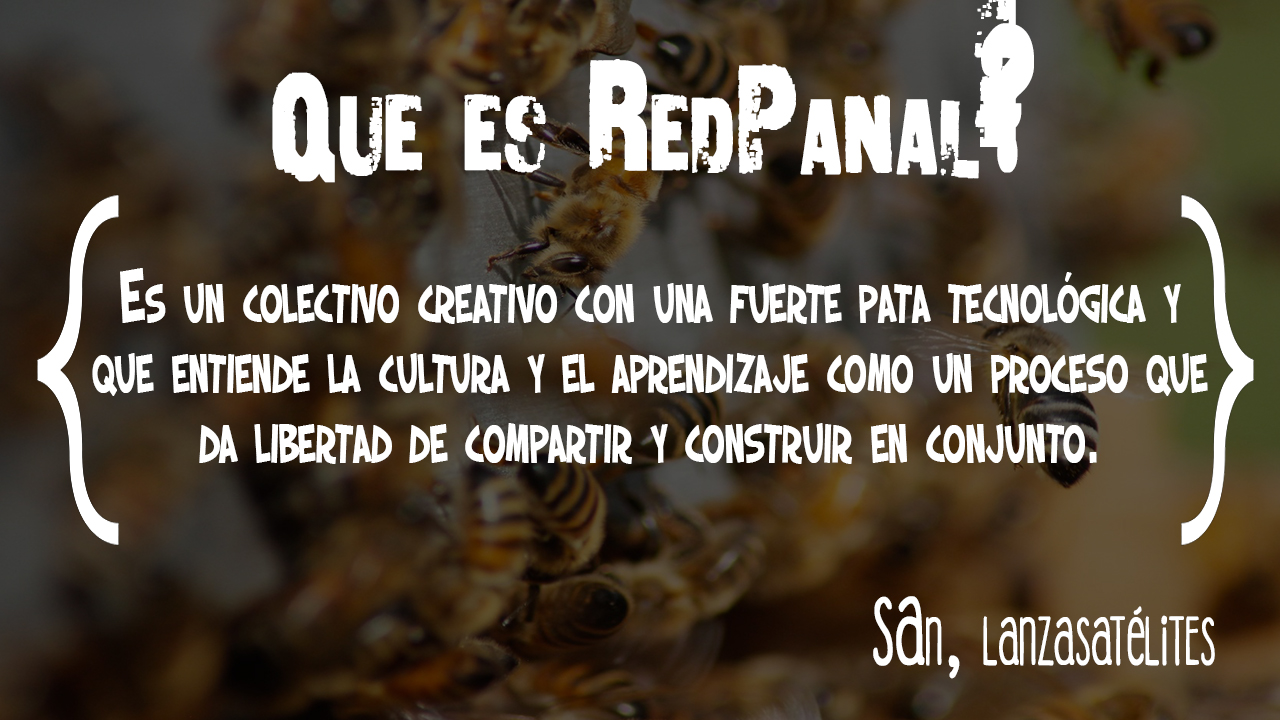 Que es RedPanal?
Es un colectivo creativo con una fuerte pata tecnológica y
que entiende la cultura y el aprendizaje como un proceso que
da libertad de compartir y construir en conjunto.
San, Lanzasatélites